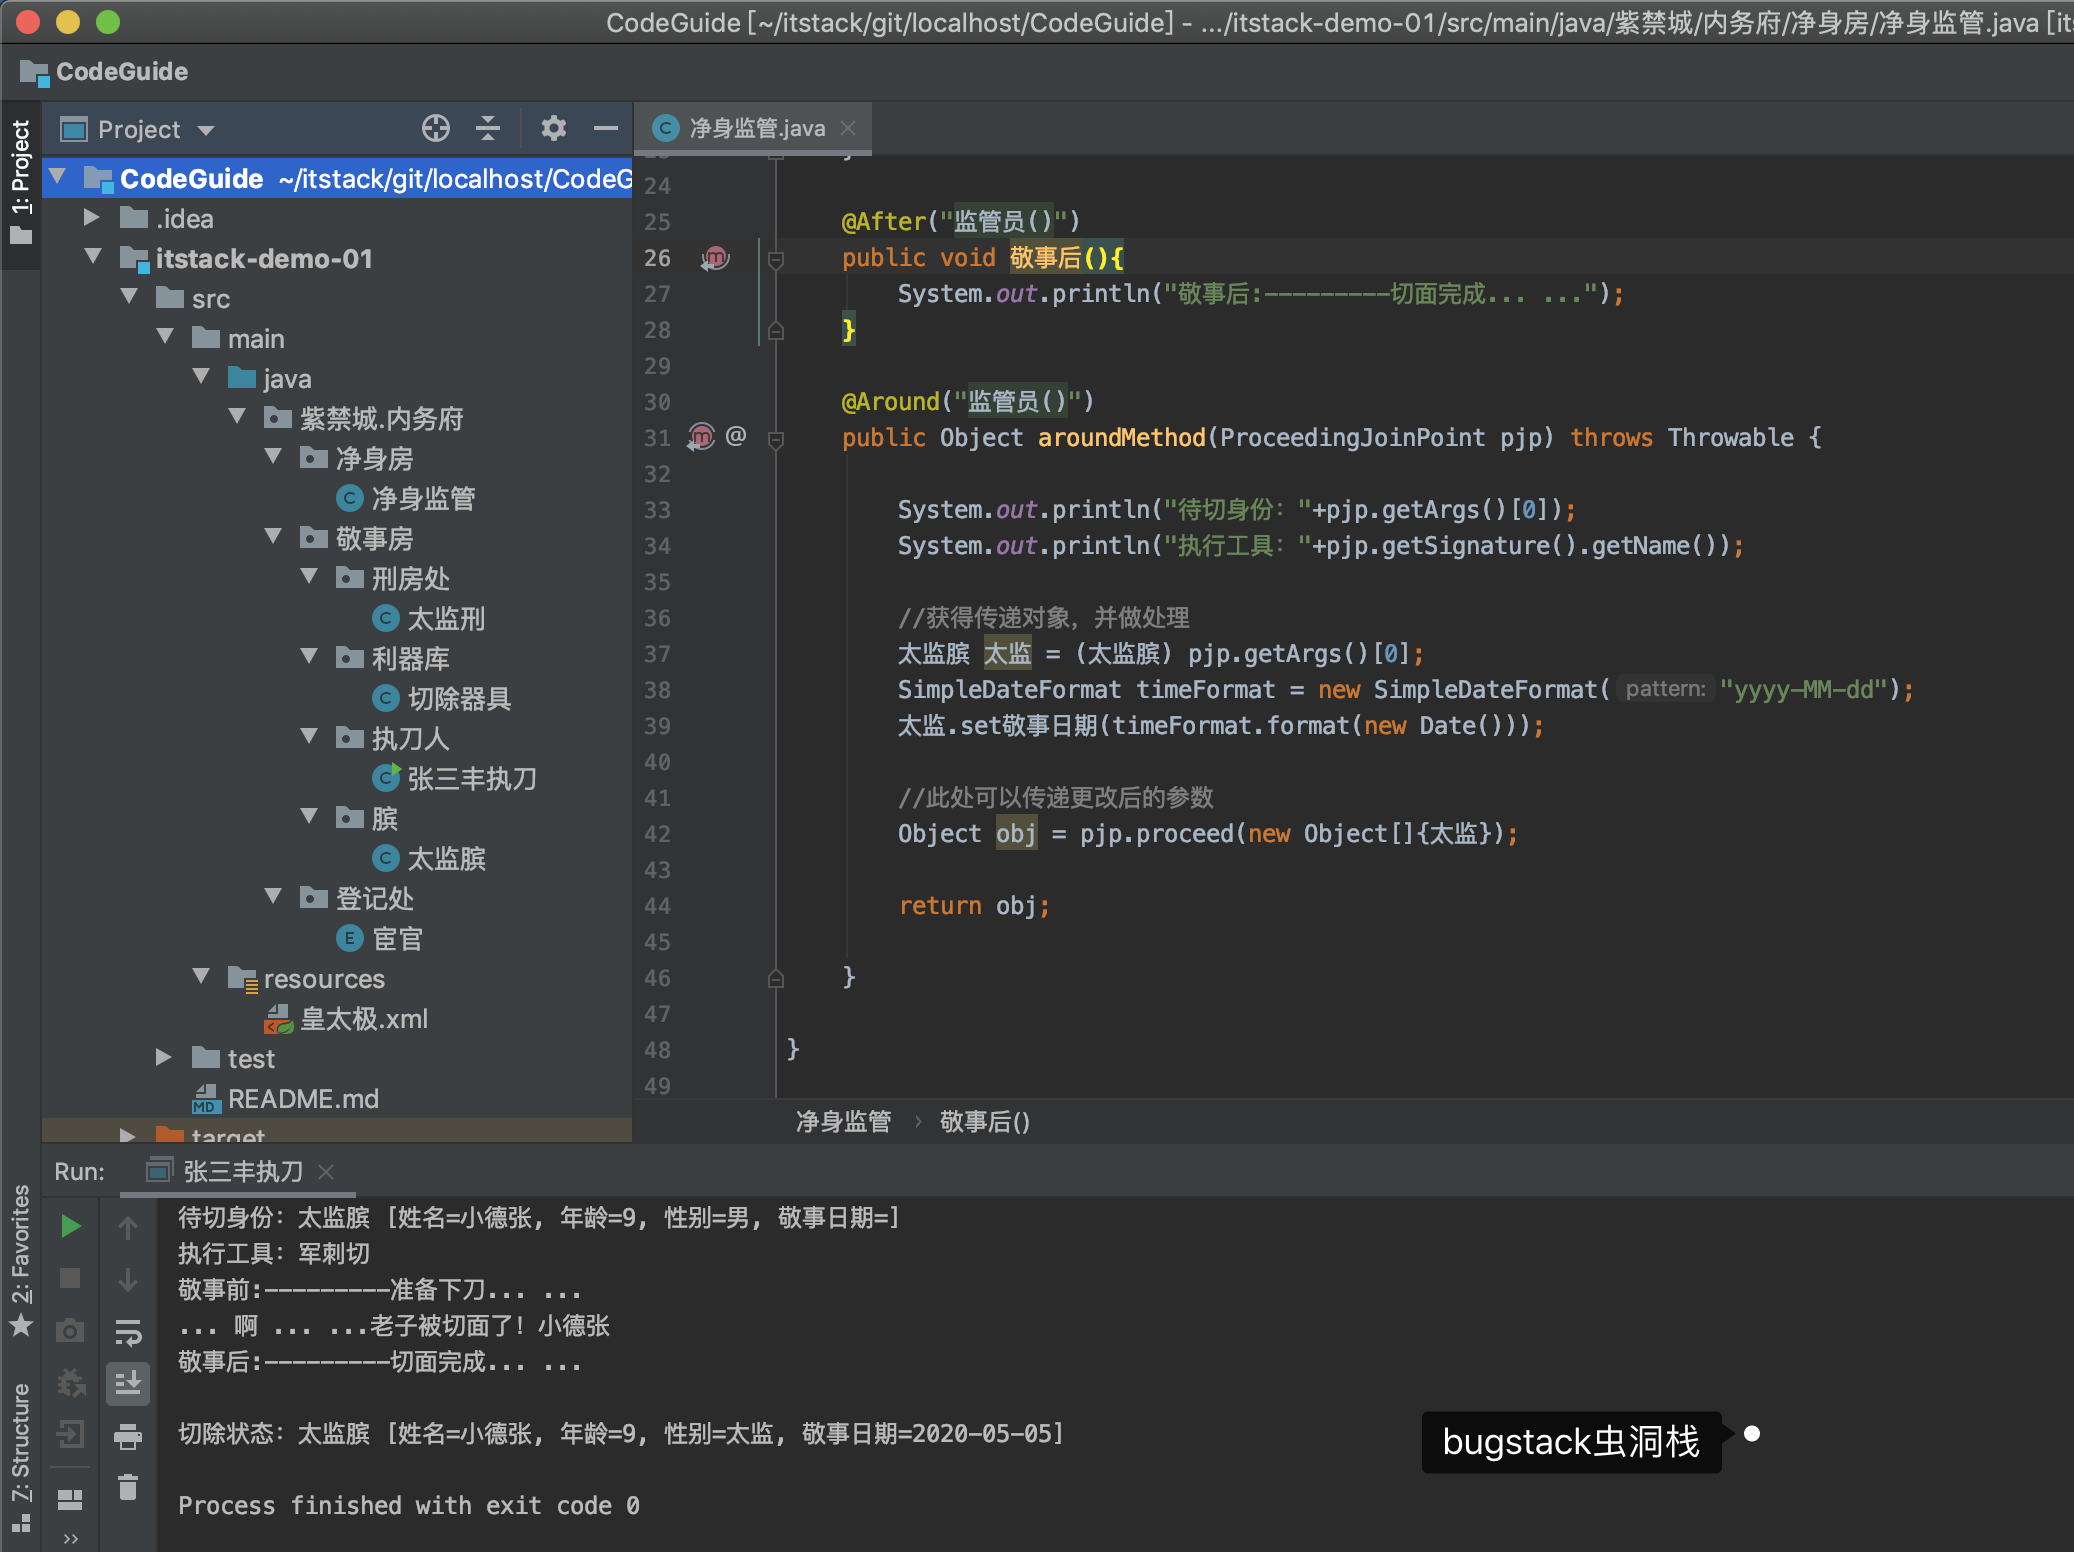 CodeGuide [~/itstack/git/localhost/CodeGuide] - .../itstack-demo-01/src/main/java/紫禁城/内务府/净身房/净身监管.java [its
CodeGuide
1: Project
Project
净身监管.java
CodeGuide ~/itstack/git/localhost/CodeG
.idea
itstack-demo-01
src
main
java
紫禁城.内务府
净身房
净身监管
敬事房
刑房处
太监刑
利器库
切除器具
执刀人
张三丰执刀
膑
太监膑
登记处
宦官
resources
皇太极.xml
test
README.md
target
24
25 @After("监管员()")
26 public void 敬事后(){
27 System.out.println("敬事后:---------切面完成... ...");
28 }
29
30 @Around("监管员()")
31 @ public Object aroundMethod(ProceedingJoinPoint pjp) throws Throwable {
32
33 System.out.println("待切身份："+pjp.getArgs()[0]);
34 System.out.println("执行工具："+pjp.getSignature().getName());
35
36 //获得传递对象，并做处理
37 太监膑 太监 = (太监膑) pjp.getArgs()[0];
38 SimpleDateFormat timeFormat = new SimpleDateFormat( pattern: "yyyy-MM-dd");
39 太监.set敬事日期(timeFormat.format(new Date()));
40
41 //此处可以传递更改后的参数
42 Object obj = pjp.proceed(new Object[]{太监});
43
44 return obj;
45
46 }
47
48 }
49
净身监管 › 敬事后()
Run: 张三丰执刀
2: Favorites
7: Structure
待切身份：太监膑 [姓名=小德张, 年龄=9, 性别=男, 敬事日期=]
执行工具：军刺切
敬事前:---------准备下刀... ...
... 啊 ... ...老子被切面了！小德张
敬事后:---------切面完成... ...
切除状态：太监膑 [姓名=小德张, 年龄=9, 性别=太监, 敬事日期=2020-05-05]
Process finished with exit code 0
bugstack虫洞栈